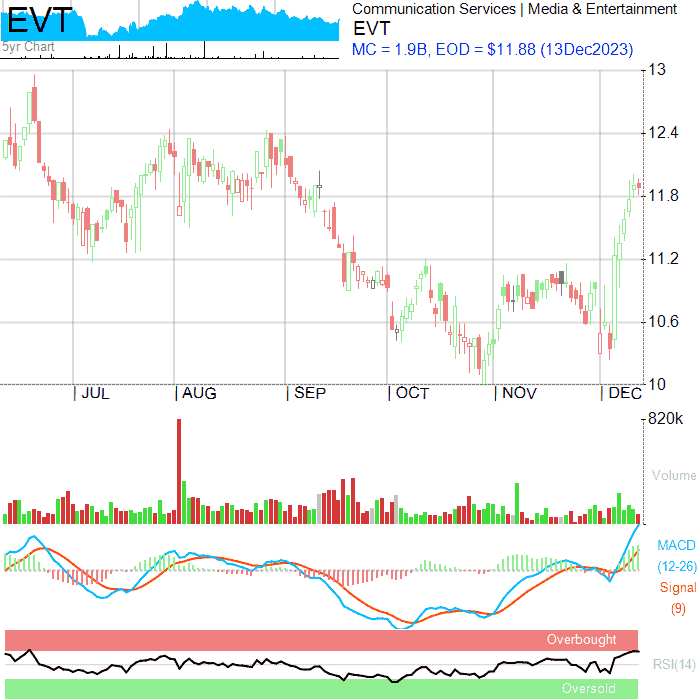 EVT
5yr Chart
Communication Services | Media & Entertainment
EVT
MC = 1.9B, EOD = $11.88 (13Dec2023)
13
12.4
11.8
11.2
10.6
10
| JUL | AUG | SEP | OCT | NOV | DEC
820k
Volume
MACD
(12-26)
Signal
(9)
Overbought
RSI(14)
Oversold